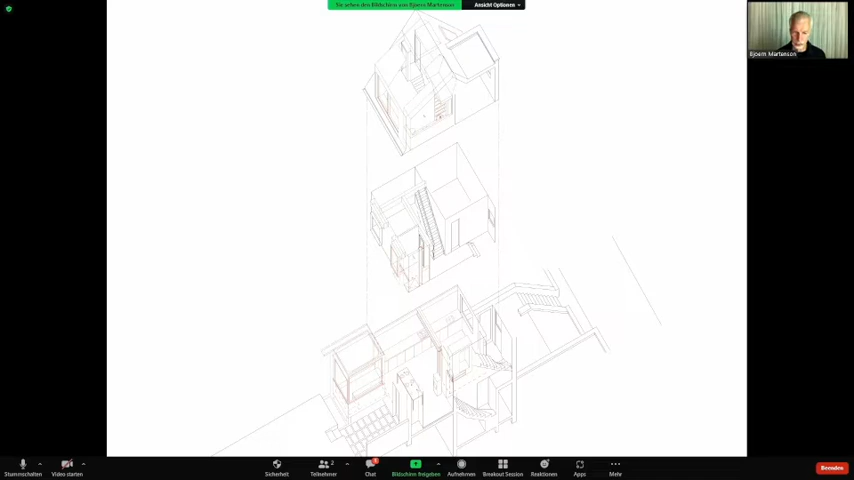 Sie sehen den Bildschirm von Bjoern Martenson
Ansicht Optionen
Bjoern Martenson
Stummschalten
Video starten
Sicherheit
2
Teilnehmer
Chat
Bildschirm freigeben
Aufnehmen
Breakout Session
Reaktionen
Apps
Mehr
Beenden